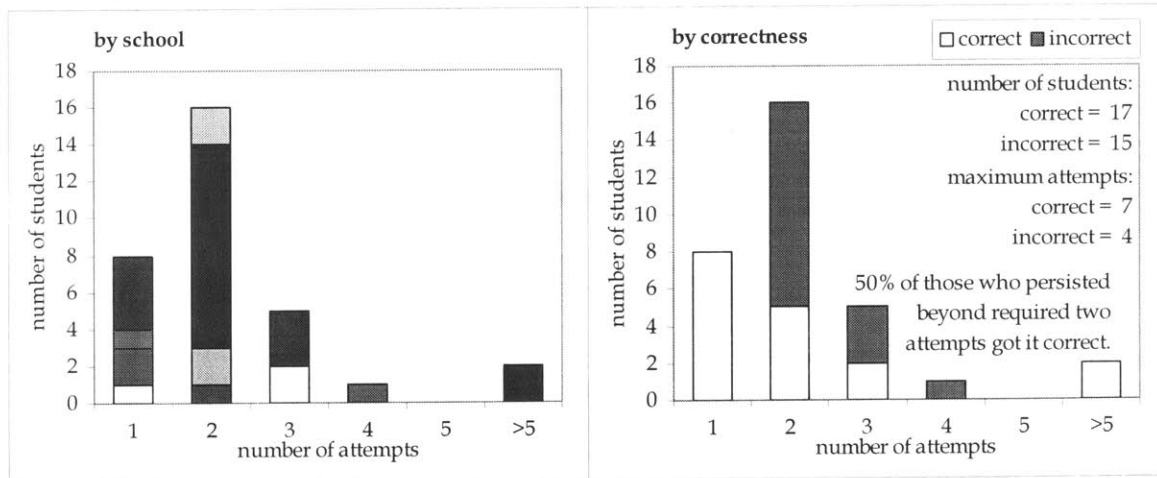 by school
18
16
14
12
10
8
6
4
2
0
number of students
1 2 3 4 5 >5
number of attempts
by correctness
correct incorrect
18
16
14
12
10
8
6
4
2
0
number of students
number of students:
correct = 17
incorrect = 15
maximum attempts:
correct = 7
incorrect = 4
50% of those who persisted
beyond required two
attempts got it correct.
1 2 3 4 5 >5
number of attempts